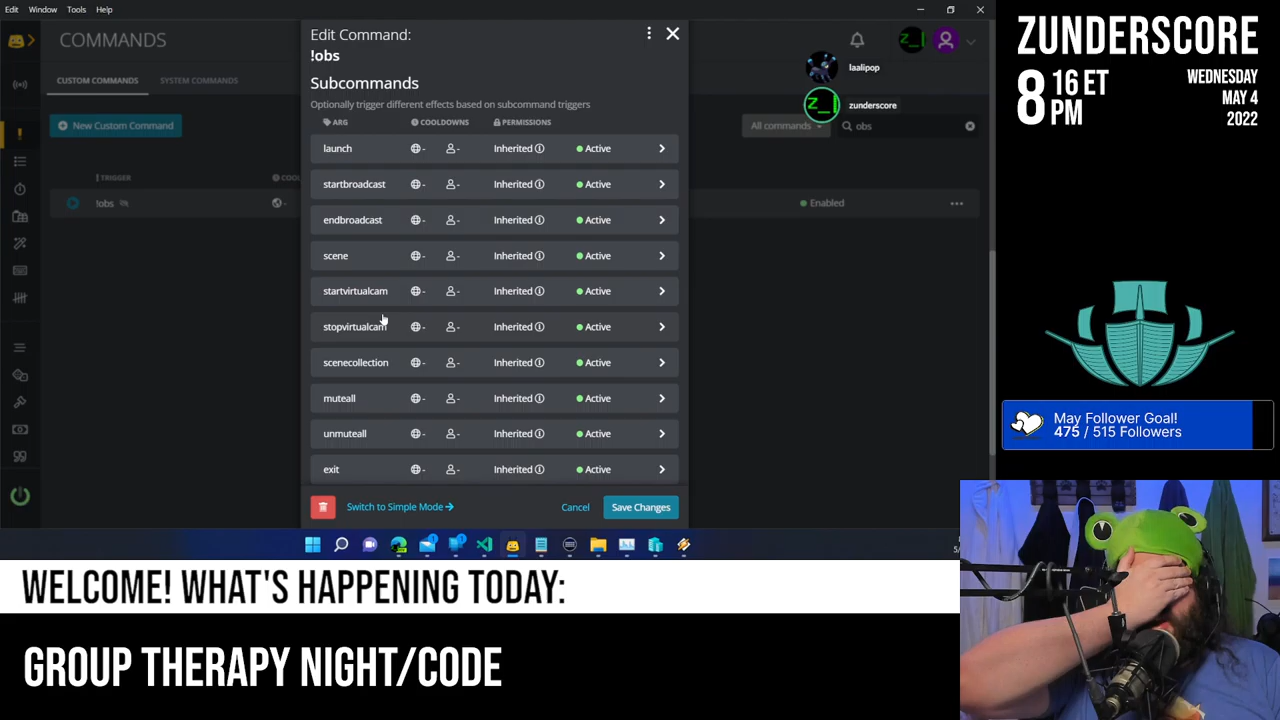 Edit Window Tools Help
COMMANDS
CUSTOM COMMANDS SYSTEM COMMANDS
New Custom Command
All commands
obs
TRIGGER
!obs
Enabled
Edit Command:
!obs
Subcommands
Optionally trigger different effects based on subcommand triggers
ARG COOLDOWNS PERMISSIONS
launch - - Inherited Active
startbroadcast - - Inherited Active
endbroadcast - - Inherited Active
scene - - Inherited Active
startvirtualcam - - Inherited Active
stopvirtualcam - - Inherited Active
scenecollection - - Inherited Active
muteall - - Inherited Active
unmuteall - - Inherited Active
exit - - Inherited Active
Switch to Simple Mode
Cancel
Save Changes
laalipop
zunderscore
ZUNDERSCORE
8 16 ET
PM
WEDNESDAY
MAY 4
2022
May Follower Goal!
475 / 515 Followers
WELCOME! WHAT'S HAPPENING TODAY:
GROUP THERAPY NIGHT/CODE